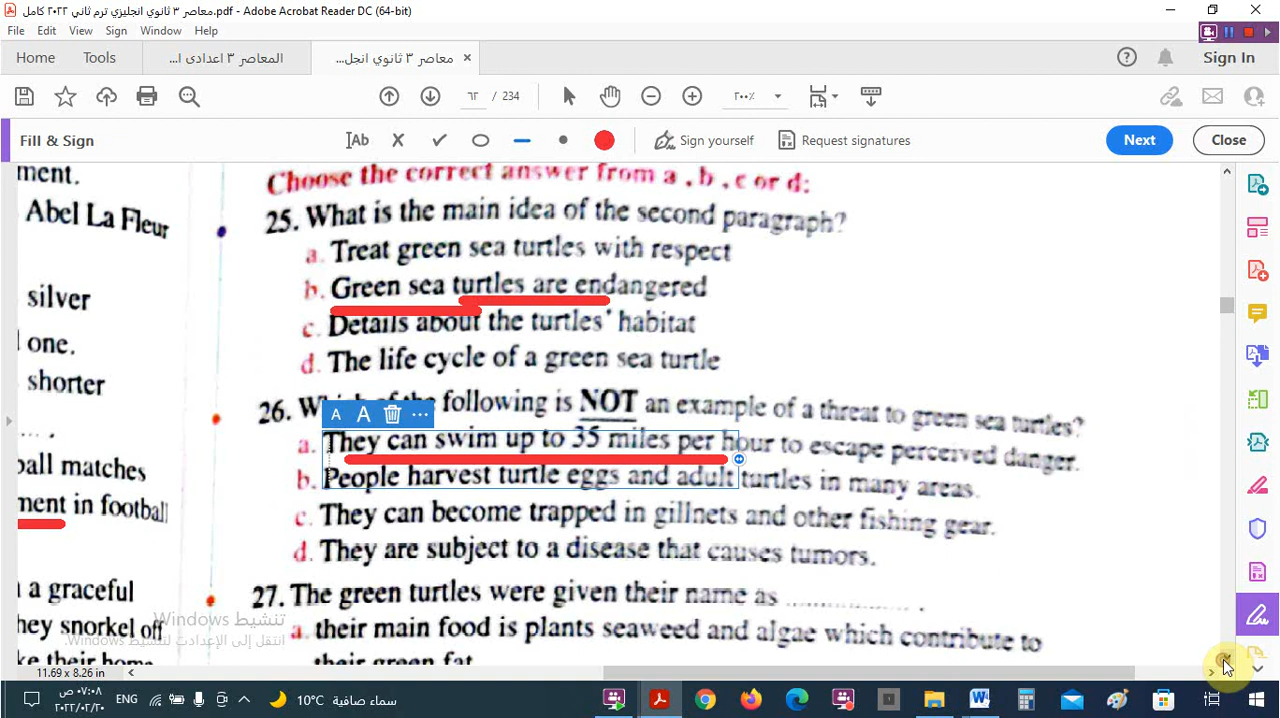 معاصر ٣ ثانوي انجليزي ترم ثاني ٢٠٢٢ كامل.pdf - Adobe Acrobat Reader DC (64-bit)
File Edit View Sign Window Help
Home Tools المعاصر ٣ اعدادى ا... معاصر ٣ ثانوي انجل... Sign In
٦٢ / 234 ٢٠٠٪
Fill & Sign Ab Sign yourself Request signatures Next Close
ment.
Abel La Fleur
silver
one.
shorter
ball matches
ment in football
a graceful
hey snorkel off
ke their home
Choose the correct answer from a , b , c or d:
25. What is the main idea of the second paragraph?
a. Treat green sea turtles with respect
b. Green sea turtles are endangered
c. Details about the turtles' habitat
d. The life cycle of a green sea turtle
26. Which of the following is NOT an example of a threat to green sea turtles?
a. They can swim up to 35 miles per hour to escape perceived danger.
b. People harvest turtle eggs and adult turtles in many areas.
c. They can become trapped in gillnets and other fishing gear.
d. They are subject to a disease that causes tumors.
27. The green turtles were given their name as .................. .
a. their main food is plants seaweed and algae which contribute to
their green fat
تنشيط Windows
انتقل إلى الإعدادات لتنشيط Windows.
11.69 x 8.26 in
٠٧:٠٨ ص
٢٠٢٢/٠٢/٢٠
ENG
10°C سماء صافية